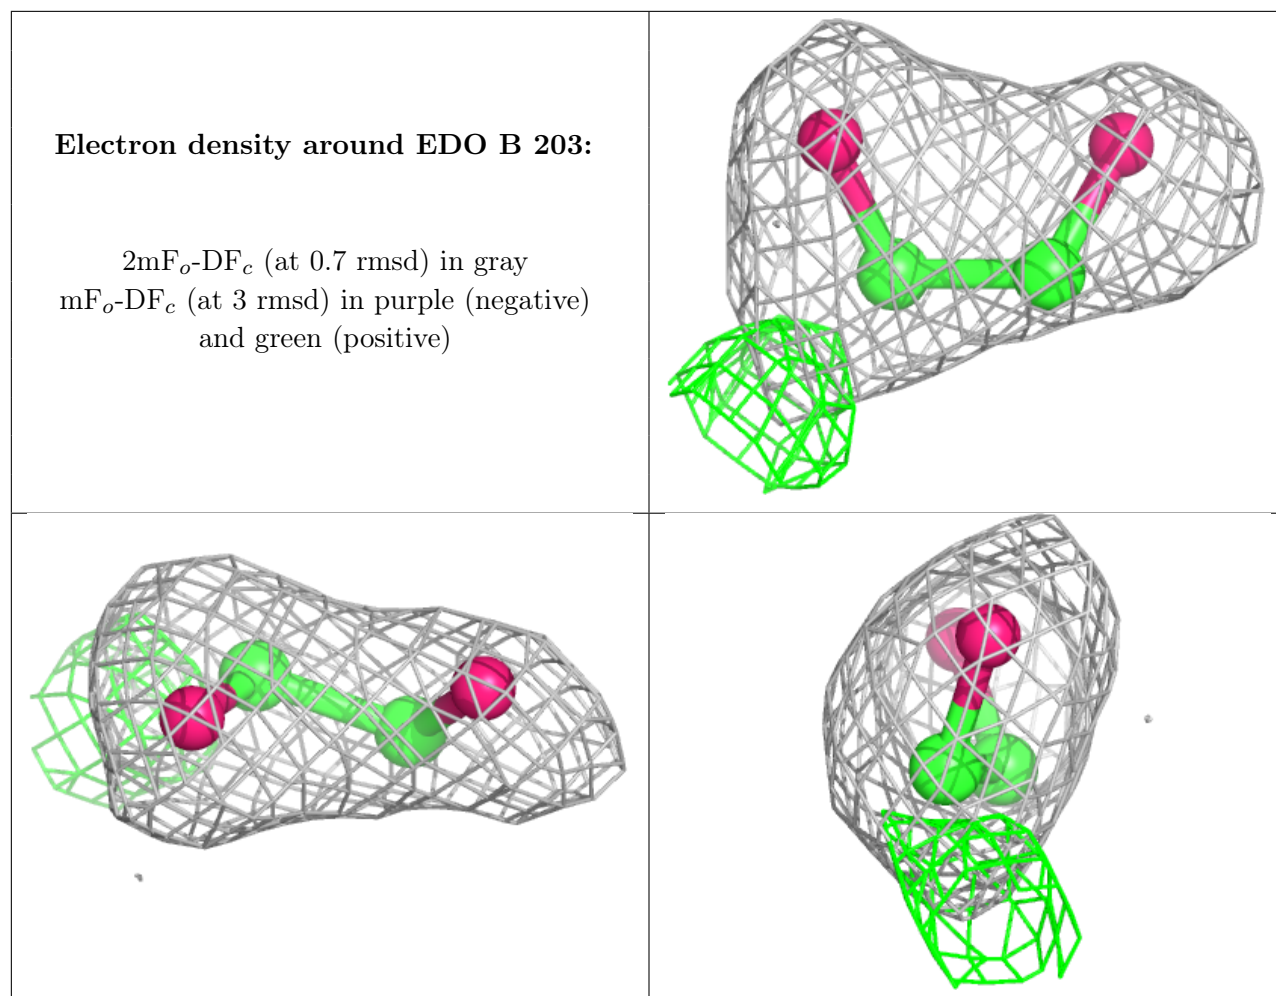 Electron density around EDO B 203:
2mFₒ-DF𝒸 (at 0.7 rmsd) in gray
mFₒ-DF𝒸 (at 3 rmsd) in purple (negative)
and green (positive)